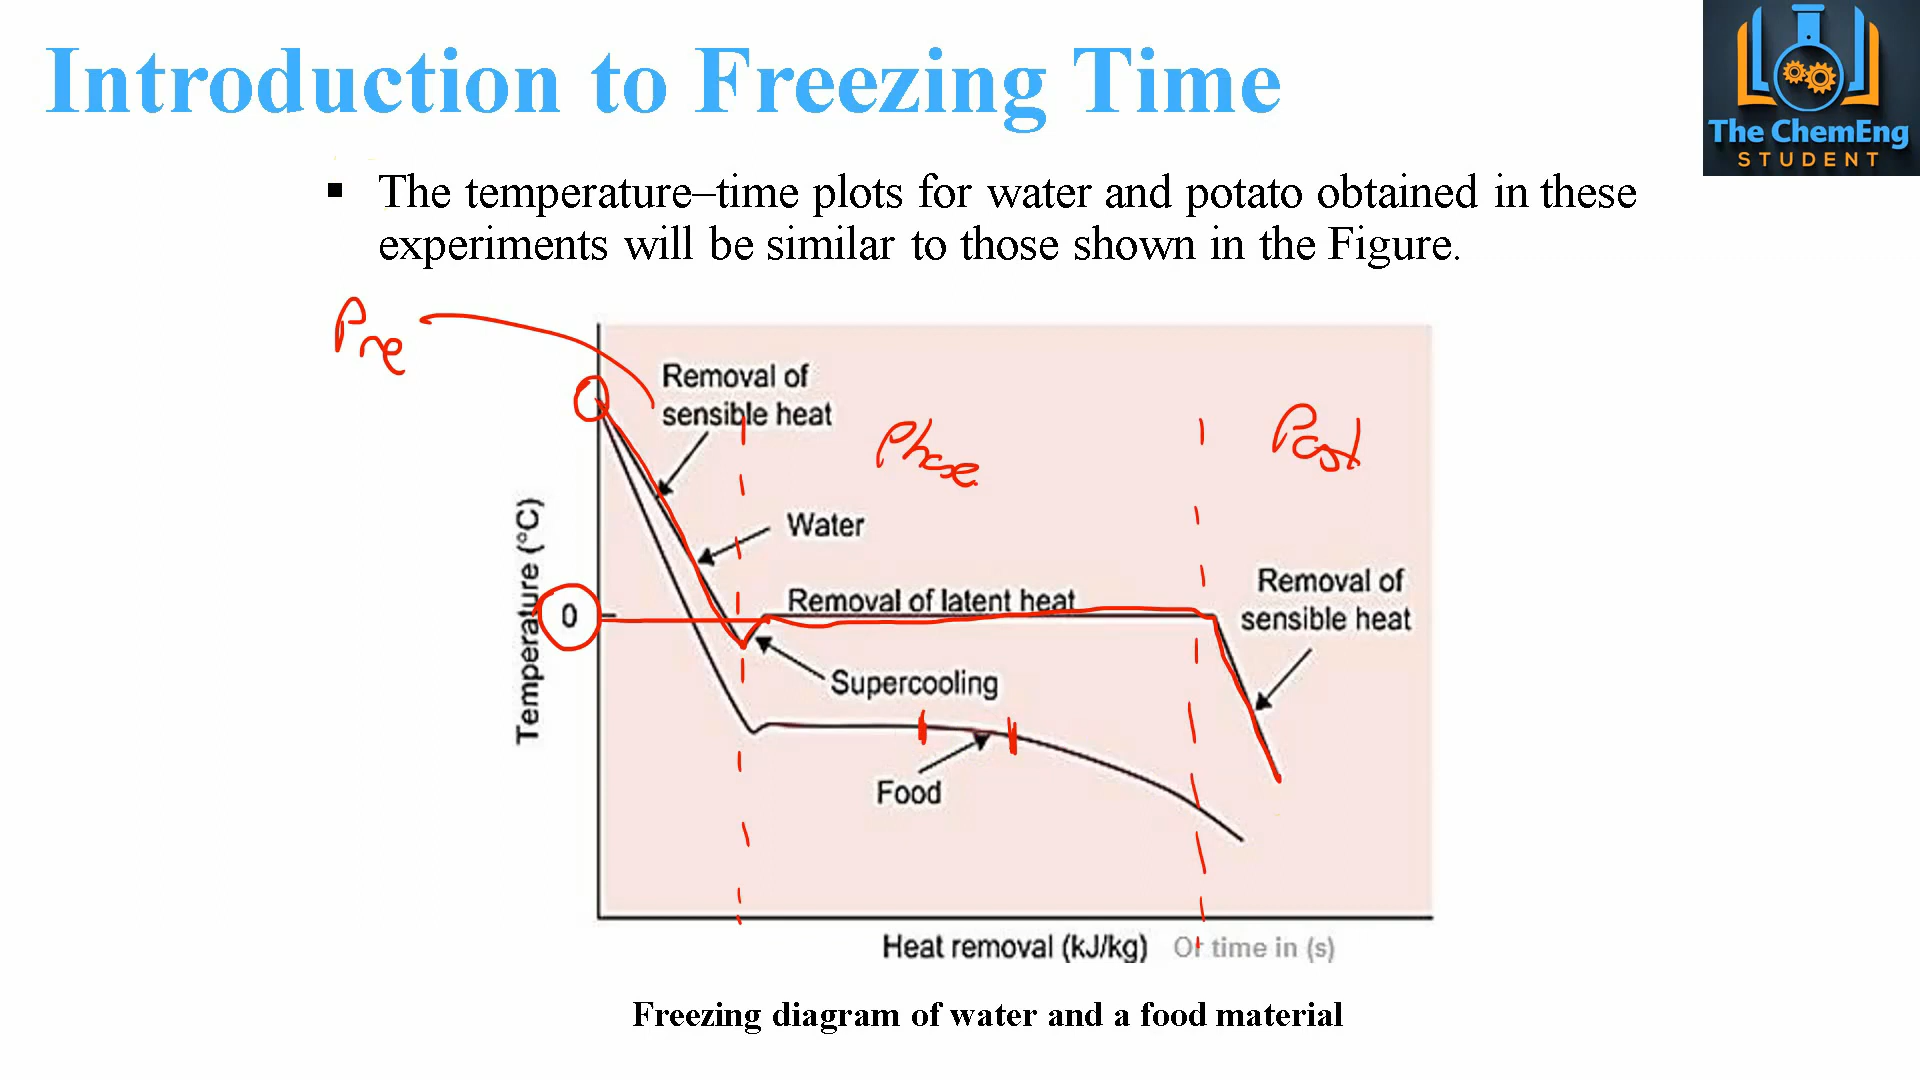 Introduction to Freezing Time
The ChemEng
STUDENT
▪ The temperature–time plots for water and potato obtained in these
experiments will be similar to those shown in the Figure.
Pre
Removal of
sensible heat
Phase
Post
Water
Temperature (°C)
0
Removal of latent heat
Removal of
sensible heat
Supercooling
Food
Heat removal (kJ/kg) Or time in (s)
Freezing diagram of water and a food material